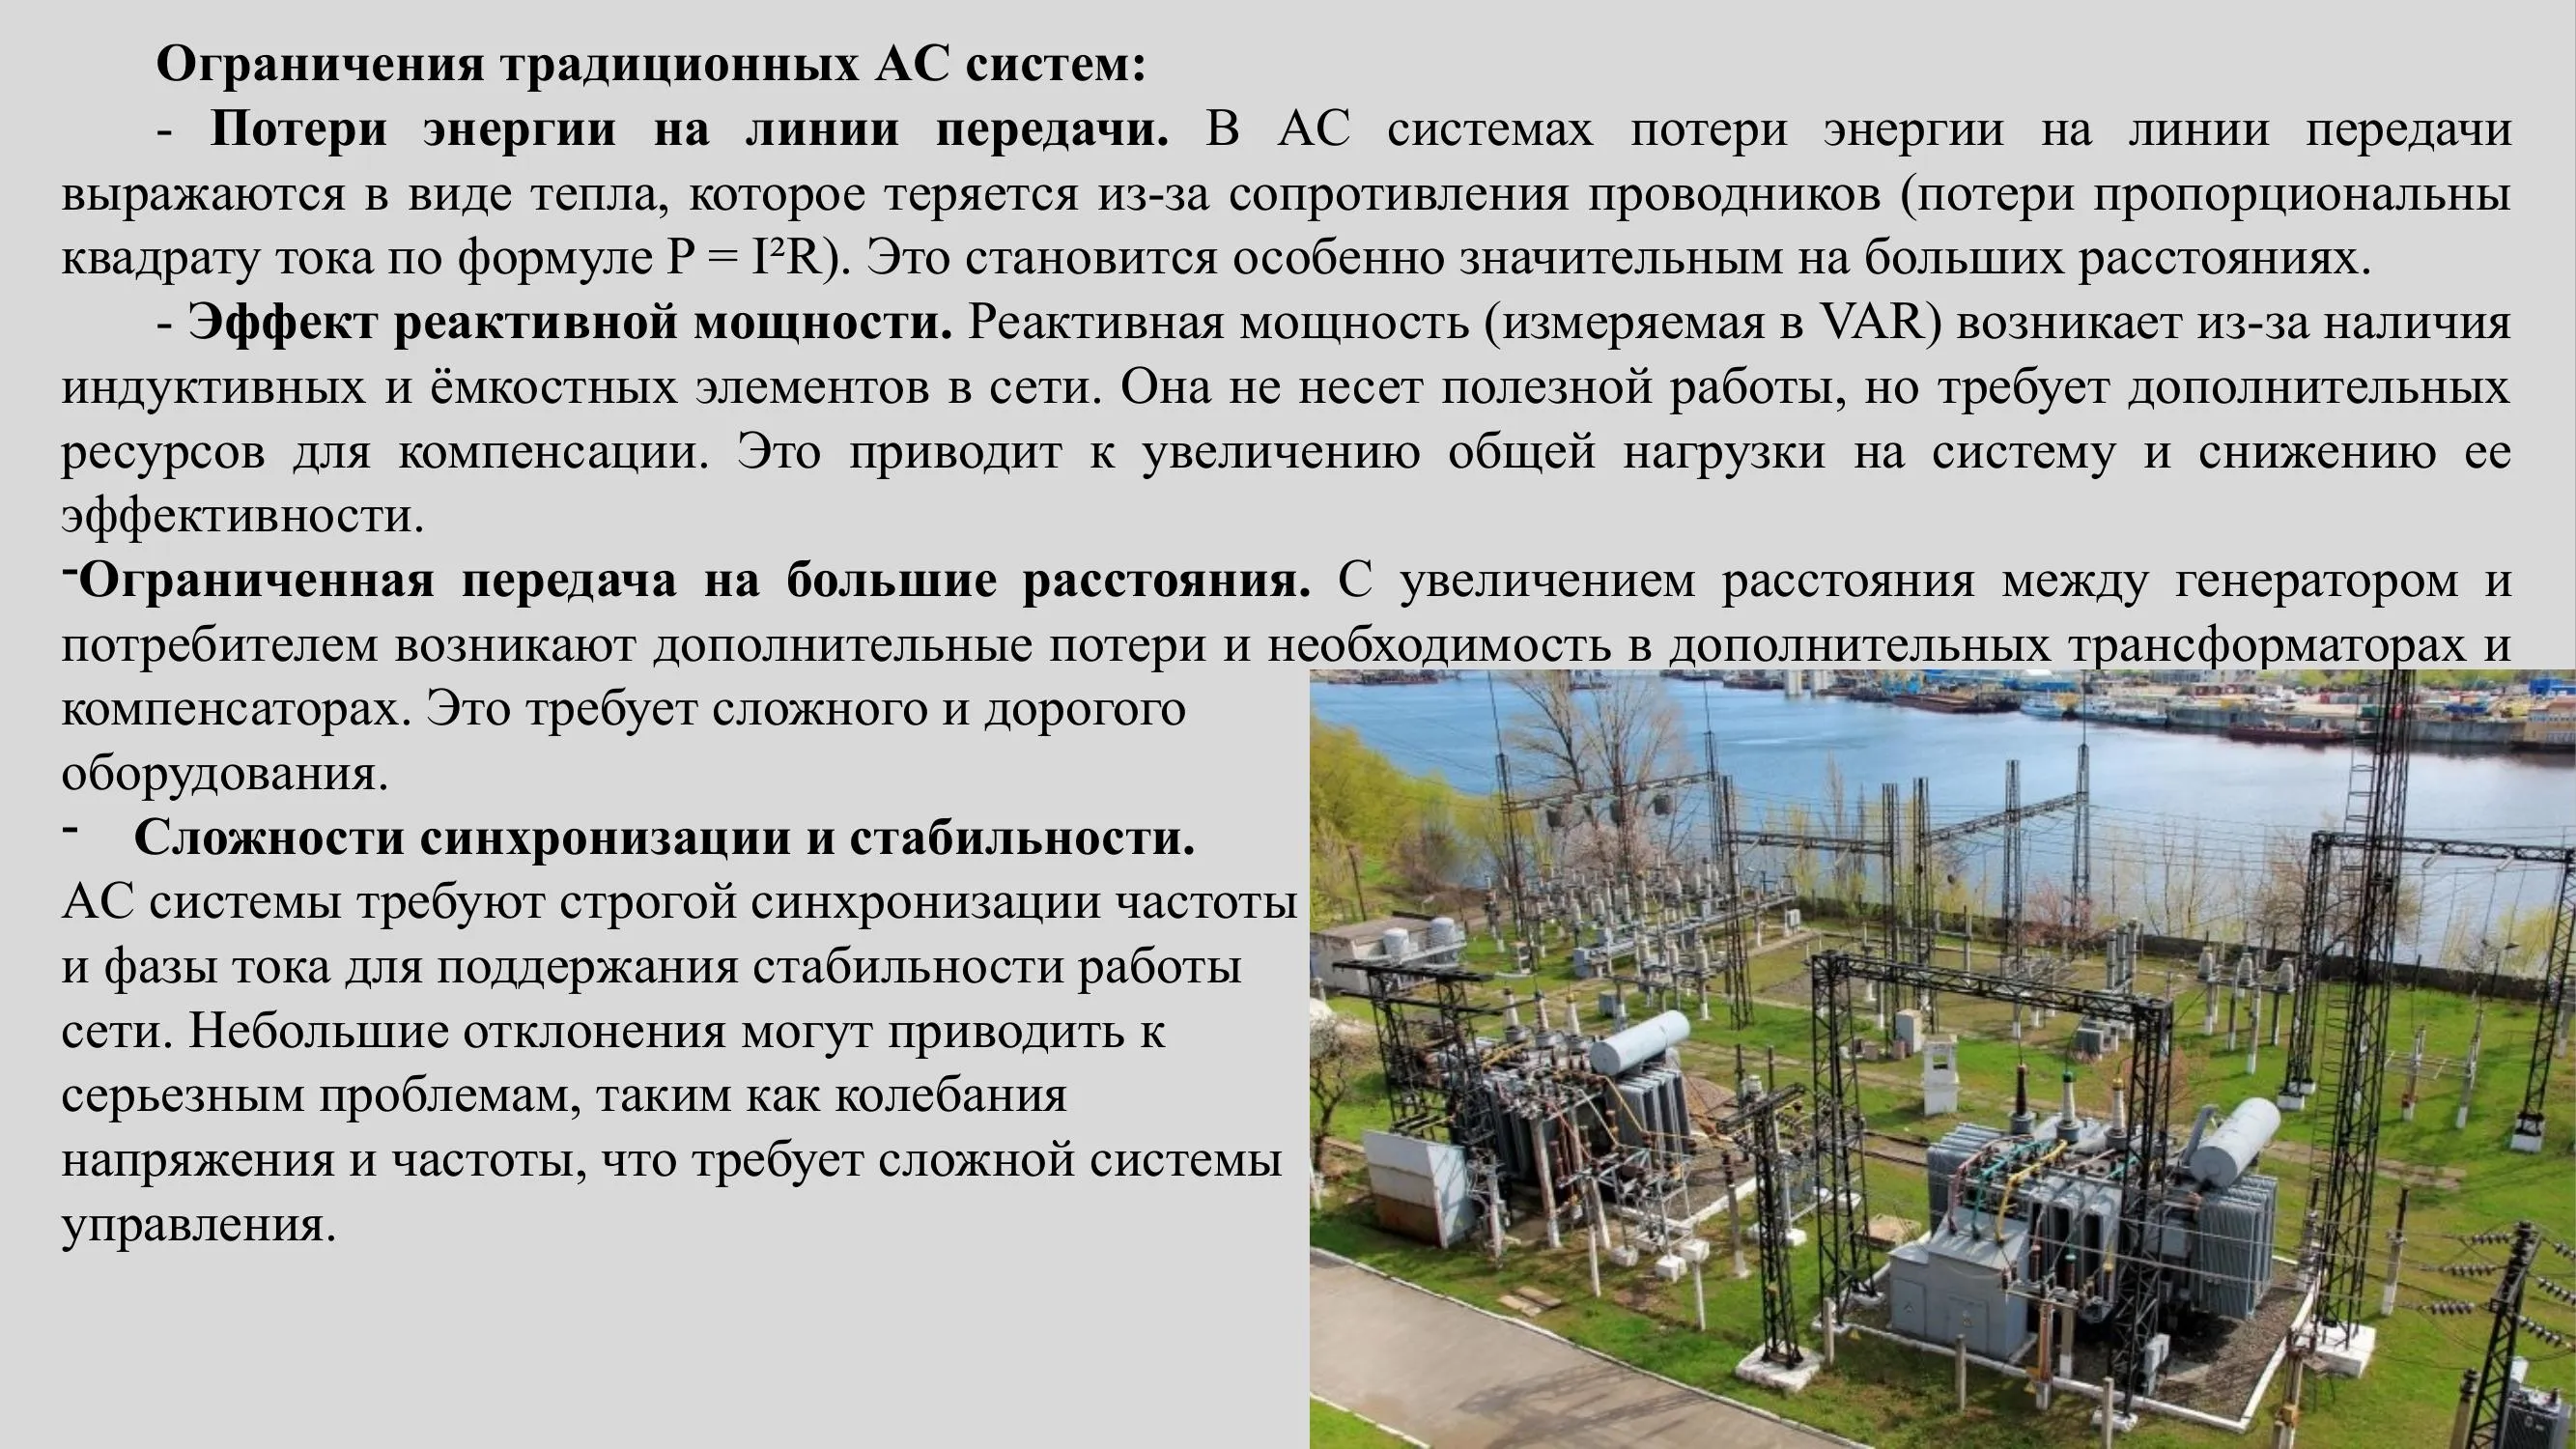 Ограничения традиционных АС систем:
- Потери энергии на линии передачи. В АС системах потери энергии на линии передачи
выражаются в виде тепла, которое теряется из-за сопротивления проводников (потери пропорциональны
квадрату тока по формуле P = I²R). Это становится особенно значительным на больших расстояниях.
- Эффект реактивной мощности. Реактивная мощность (измеряемая в VAR) возникает из-за наличия
индуктивных и ёмкостных элементов в сети. Она не несет полезной работы, но требует дополнительных
ресурсов для компенсации. Это приводит к увеличению общей нагрузки на систему и снижению ее
эффективности.
-Ограниченная передача на большие расстояния. С увеличением расстояния между генератором и
потребителем возникают дополнительные потери и необходимость в дополнительных трансформаторах и
компенсаторах. Это требует сложного и дорогого
оборудования.
- Сложности синхронизации и стабильности.
АС системы требуют строгой синхронизации частоты
и фазы тока для поддержания стабильности работы
сети. Небольшие отклонения могут приводить к
серьезным проблемам, таким как колебания
напряжения и частоты, что требует сложной системы
управления.